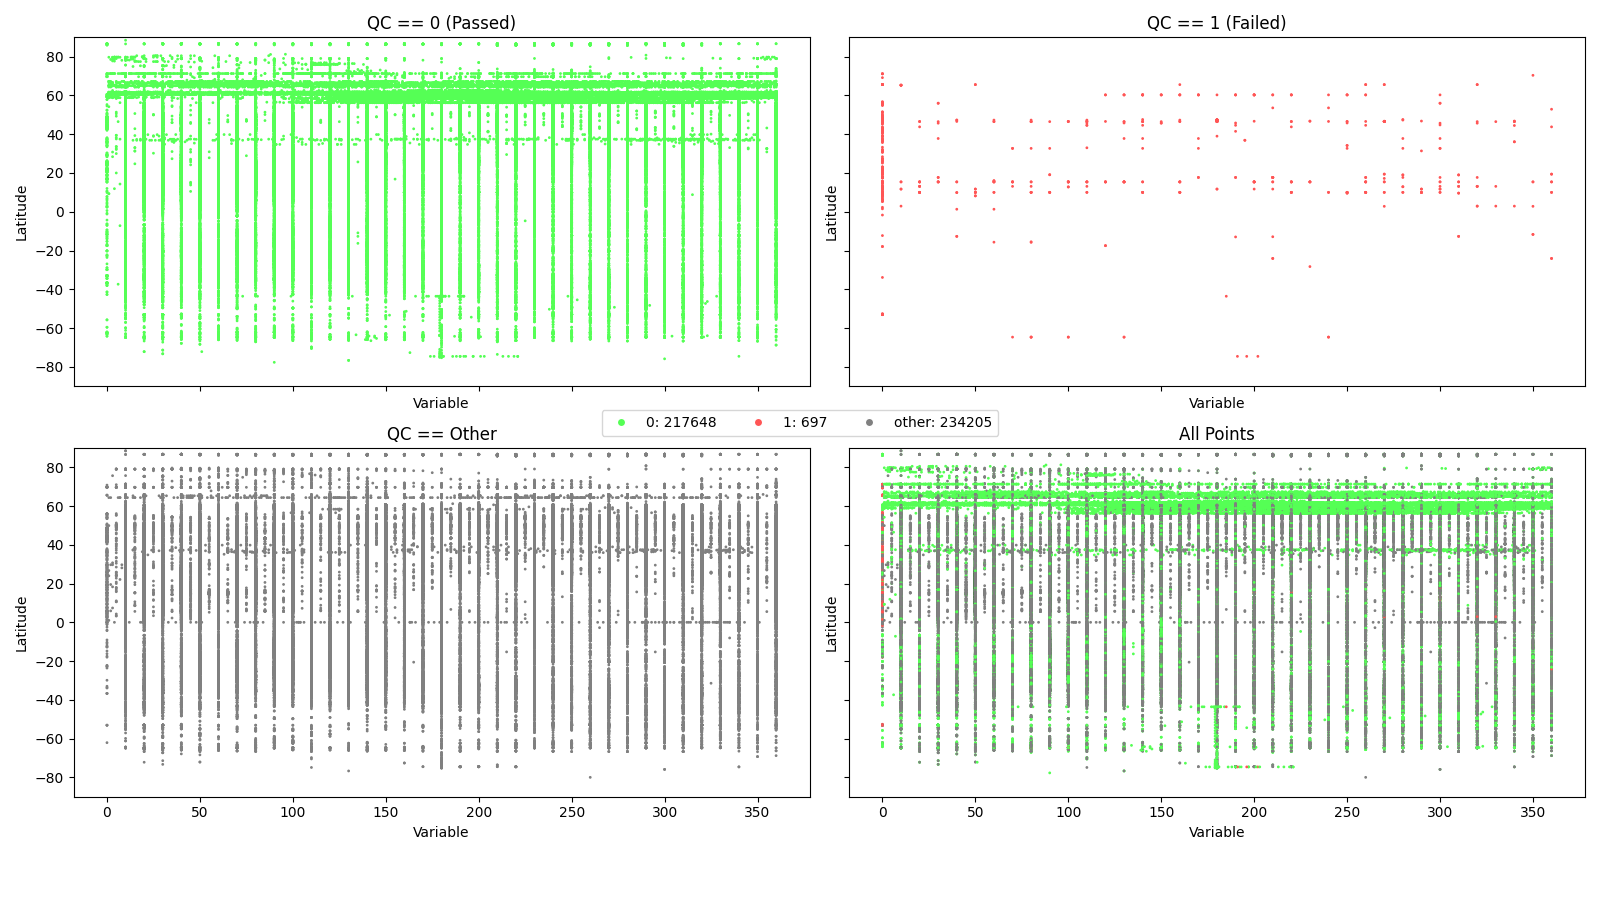 QC == 0 (Passed)
QC == 1 (Failed)
80
60
40
20
0
−20
−40
−60
−80
Latitude
Latitude
Variable
Variable
0: 217648
1: 697
other: 234205
QC == Other
All Points
80
60
40
20
0
−20
−40
−60
−80
Latitude
Latitude
0
50
100
150
200
250
300
350
0
50
100
150
200
250
300
350
Variable
Variable